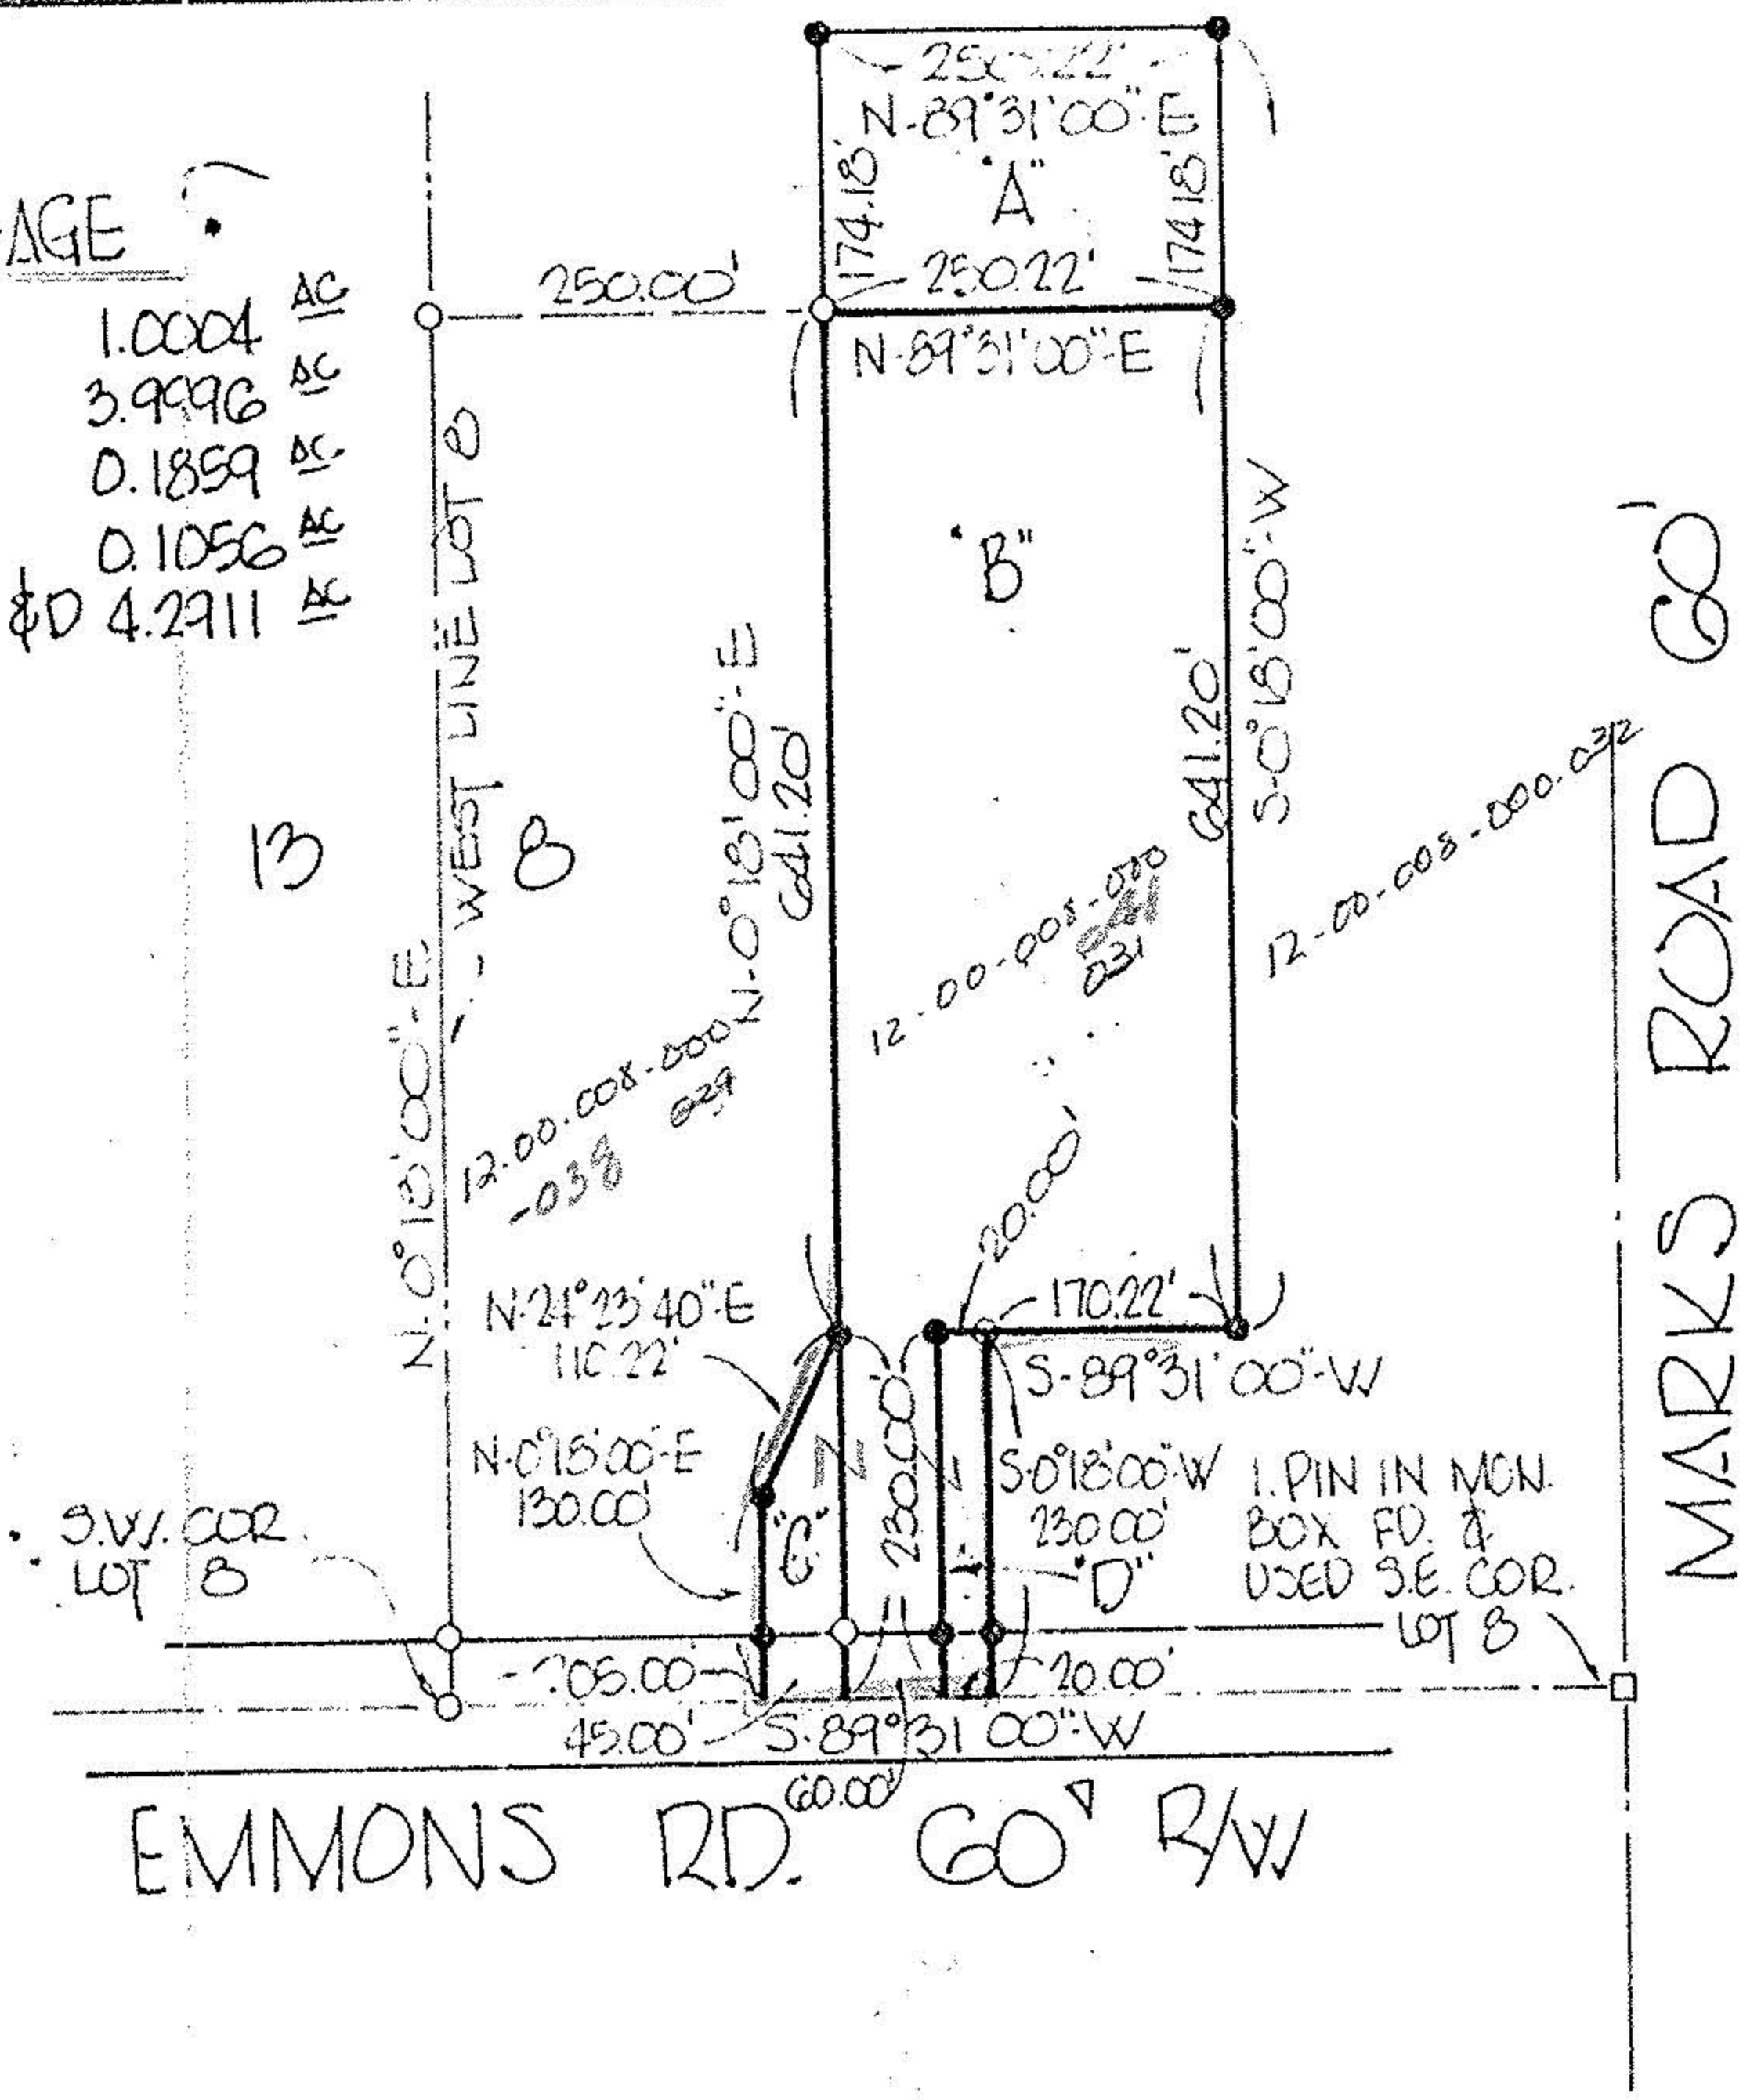 AGE
1.0004 AC
3.9996 AC
0.1859 AC
0.1056 AC
&D 4.2911 AC
250.22'
N-89°31'00"-E
174.18'
"A"
174.18'
250.00'
250.22'
N-89°31'00"-E
WEST LINE LOT 8
N-0°18'00"-E
13
8
N-0°18'00"-E
641.20'
"B"
641.20'
S-0°18'00"-W
12-00-008-000
031
12-00-008-000-032
12-00-008-000
029
-038
MARKS ROAD 60'
20.00'
170.22'
S-89°31'00"-W
N-24°23'40"-E
110.22'
N-0°18'00"-E
130.00'
"C"
230.00'
S-0°18'00"-W
230.00'
"D"
1. PIN IN MON.
BOX FD. &
USED S.E. COR.
LOT 8
S.W. COR.
LOT 8
205.00'
20.00'
45.00'
S-89°31'00"-W
60.00'
EMMONS RD. 60' R/W